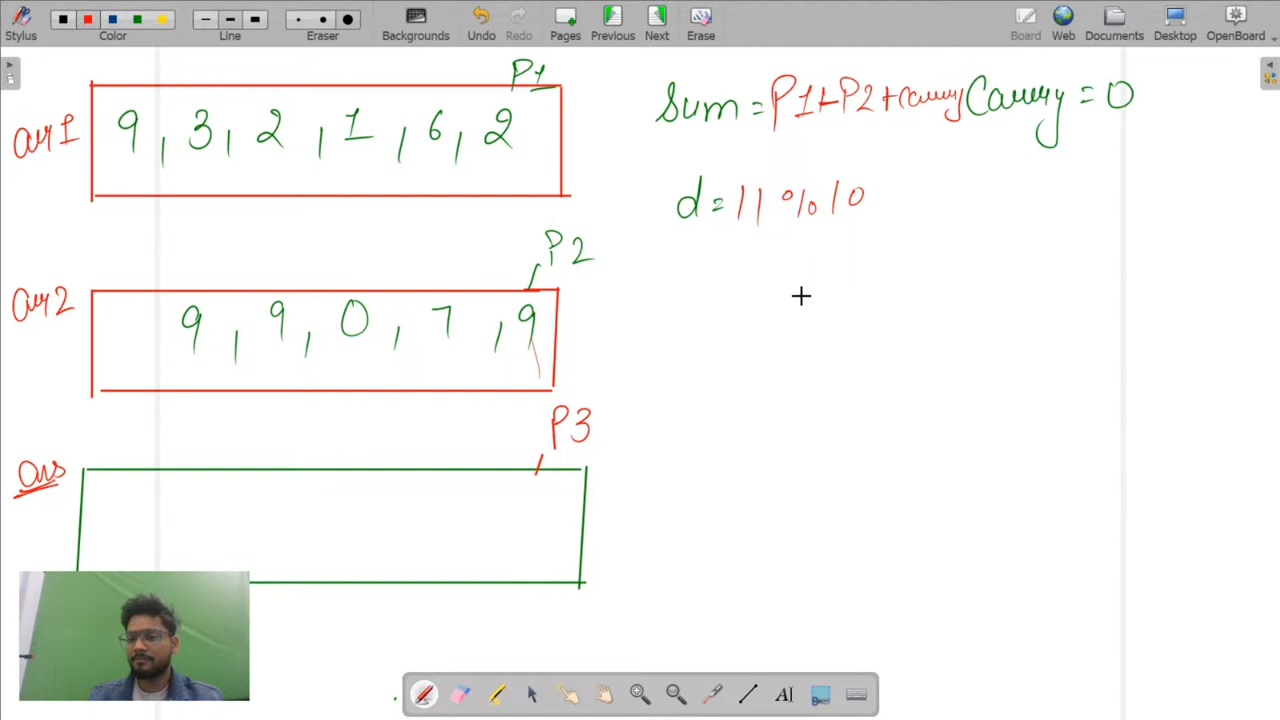 Stylus Color Line Eraser Backgrounds Undo Redo Pages Previous Next Erase Board Web Documents Desktop OpenBoard
P1
arr1 9, 3, 2, 1, 6, 2
sum = P1+P2+carry Carry = 0
d = 11 % 10
P2
arr2 9, 9, 0, 7, 9
P3
ans